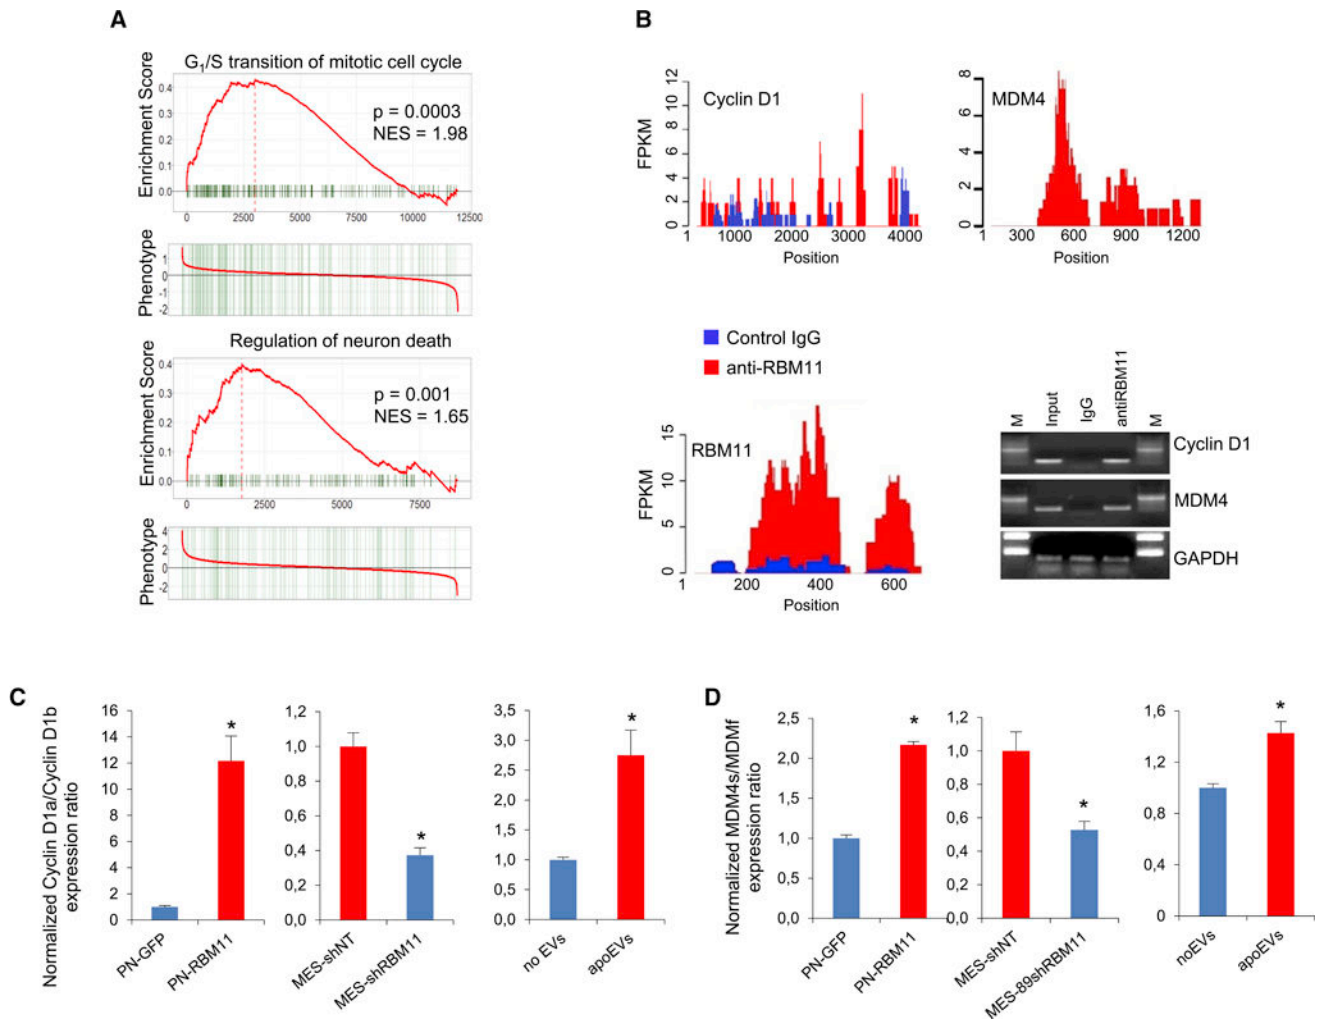 A
G1/S transition of mitotic cell cycle
Enrichment Score
0.4
0.3
0.2
0.1
0.0
p = 0.0003
NES = 1.98
0 2500 5000 7500 10000 12500
Phenotype
1
0
-1
-2
Regulation of neuron death
Enrichment Score
0.4
0.3
0.2
0.1
0.0
p = 0.001
NES = 1.65
0 2500 5000 7500
Phenotype
4
2
0
-2
B
FPKM
12
10
8
6
4
2
0
Cyclin D1
1 1000 2000 3000 4000
Position
8
6
4
2
0
MDM4
1 300 600 900 1200
Position
Control IgG
anti-RBM11
FPKM
15
10
5
0
RBM11
1 200 400 600
Position
M Input IgG antiRBM11 M
Cyclin D1
MDM4
GAPDH
C
Normalized Cyclin D1a/Cyclin D1b
expression ratio
16
14
12
10
8
6
4
2
0
*
PN-GFP PN-RBM11
1,2
1,0
0,8
0,6
0,4
0,2
0,0
*
MES-shNT MES-shRBM11
3,5
3,0
2,5
2,0
1,5
1,0
0,5
0,0
*
no EVs apoEVs
D
Normalized MDM4s/MDMf
expression ratio
2,5
2,0
1,5
1,0
0,5
0,0
*
PN-GFP PN-RBM11
1,2
1,0
0,8
0,6
0,4
0,2
0,0
*
MES-shNT MES-89shRBM11
1,6
1,2
0,8
0,4
0
*
noEVs apoEVs